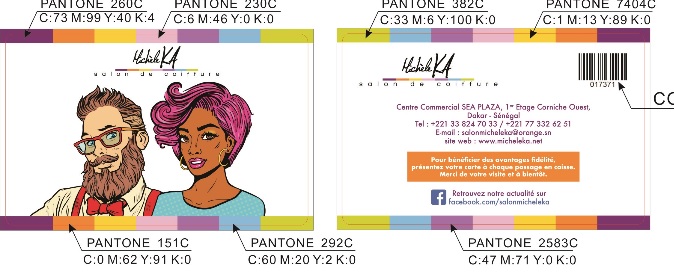 PANTONE 260C
C:73 M:99 Y:40 K:4
PANTONE 230C
C:6 M:46 Y:0 K:0
PANTONE 382C
C:33 M:6 Y:100 K:0
PANTONE 7404C
C:1 M:13 Y:89 K:0
Michèle KA
salon de coiffure
Michèle KA
salon de coiffure
017371
CO
Centre Commercial SEA PLAZA, 1er Etage Corniche Ouest,
Dakar - Sénégal
Tel : +221 33 824 70 33 / +221 77 332 62 51
E-mail : salonmicheleka@orange.sn
site web : www.micheleka.net
Pour bénéficier des avantages fidélité,
présentez votre carte à chaque passage en caisse.
Merci de votre visite et à bientôt.
Retrouvez notre actualité sur
facebook.com/salonmicheleka
PANTONE 151C
C:0 M:62 Y:91 K:0
PANTONE 292C
C:60 M:20 Y:2 K:0
PANTONE 2583C
C:47 M:71 Y:0 K:0